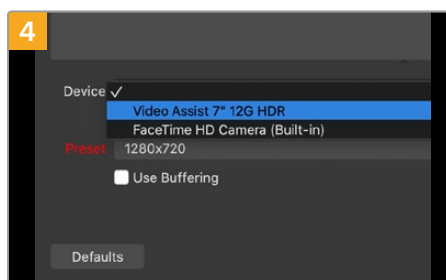 4
Device ✓
Video Assist 7" 12G HDR
FaceTime HD Camera (Built-in)
Preset 1280x720
Use Buffering
Defaults